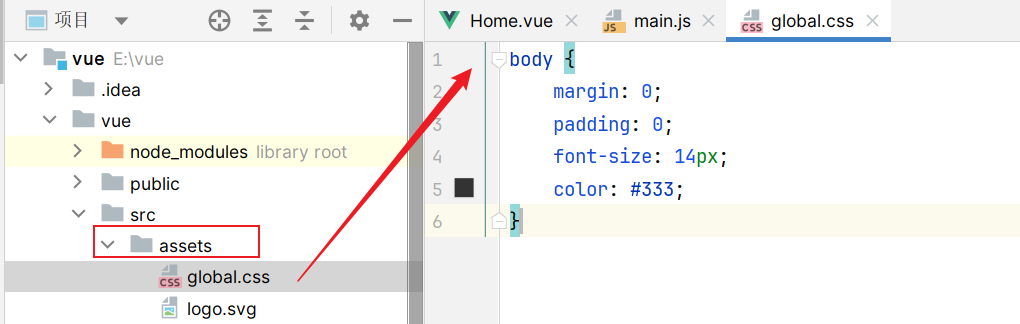 项目
vue E:\vue
.idea
vue
node_modules library root
public
src
assets
global.css
logo.svg
Home.vue
main.js
global.css
1 body {
2 margin: 0;
3 padding: 0;
4 font-size: 14px;
5 color: #333;
6 }